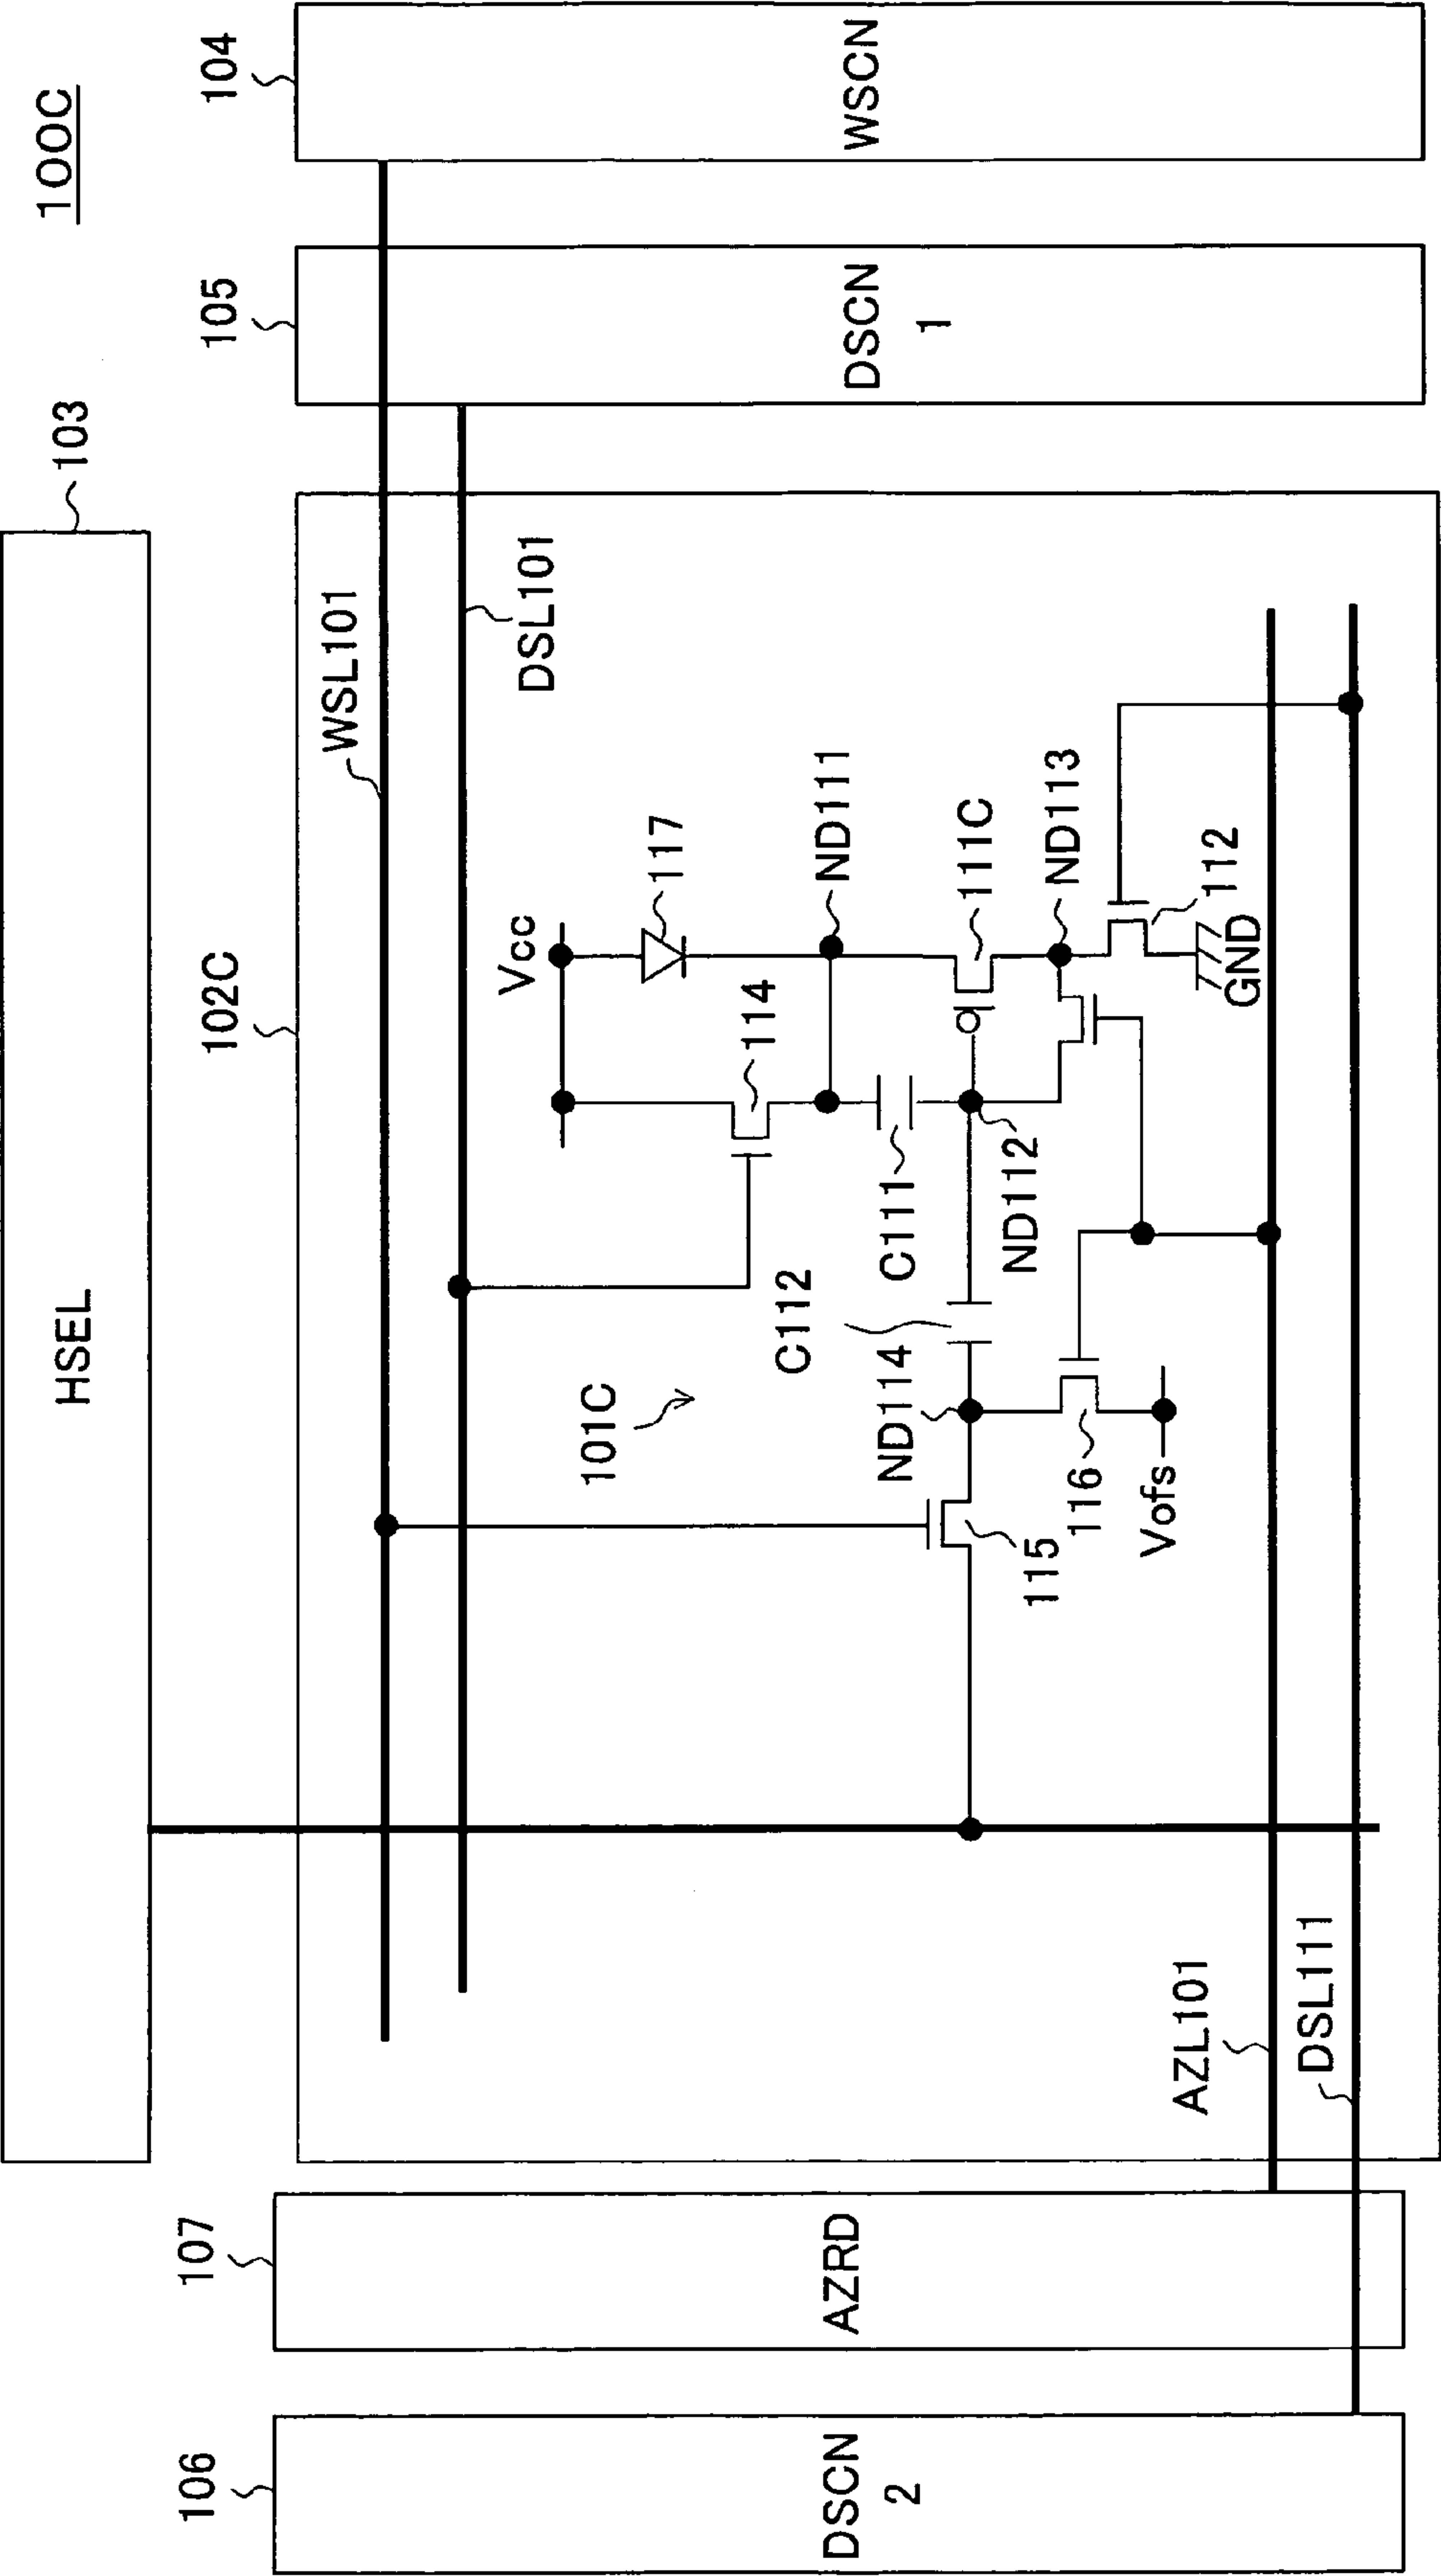 100C
HSEL
103
106
107
102C
105
104
DSCN
2
AZRD
DSCN
1
WSCN
WSL101
DSL101
Vcc
117
114
101C
C112
ND111
ND114
C111
111C
115
ND112
ND113
116
Vofs
112
GND
AZL101
DSL111